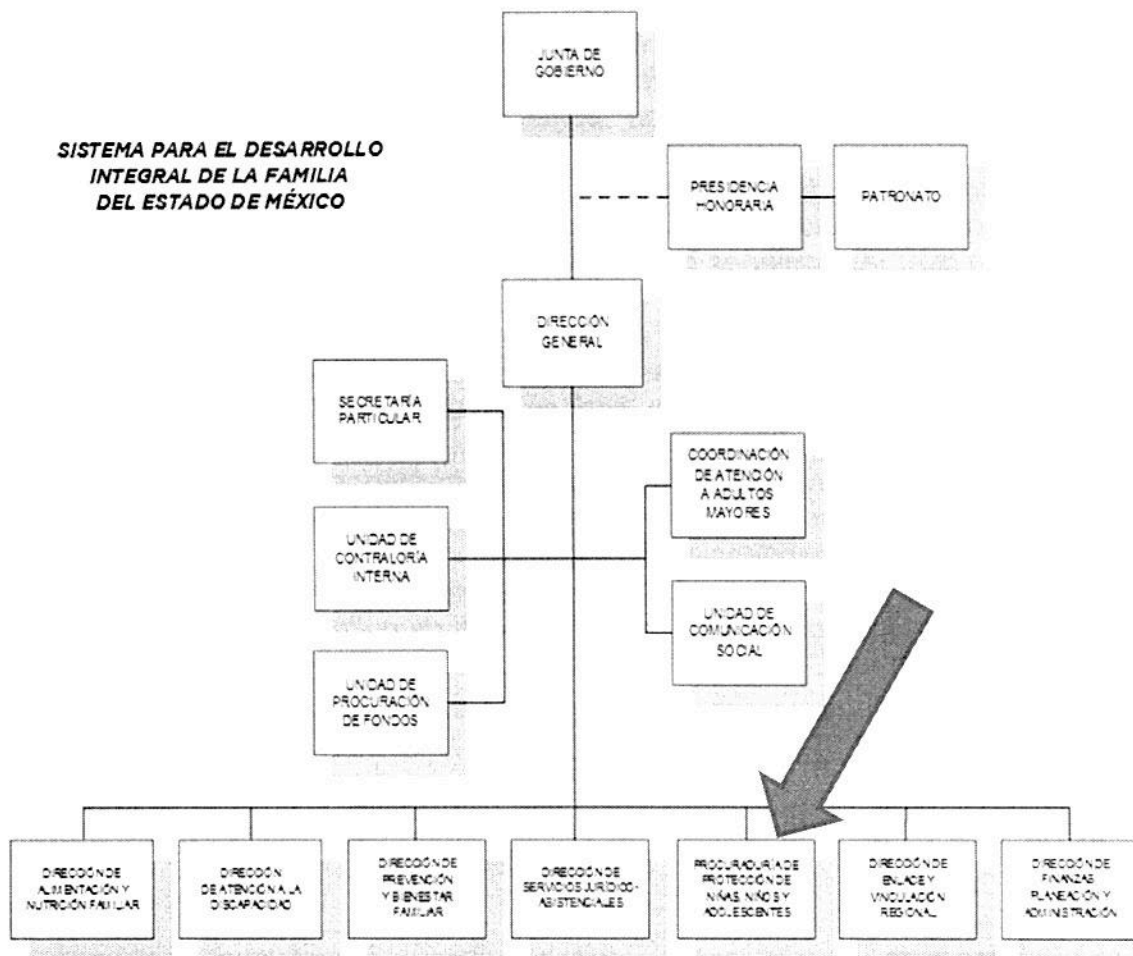 JUNTA DE
GOBIERNO
SISTEMA PARA EL DESARROLLO
INTEGRAL DE LA FAMILIA
DEL ESTADO DE MÉXICO
PRESIDENCIA
HONORARIA
PATRONATO
DIRECCIÓN
GENERAL
SECRETARÍA
PARTICULAR
COORDINACIÓN
DE ATENCIÓN
A ADULTOS
MAYORES
UNIDAD DE
CONTRALORÍA
INTERNA
UNIDAD DE
COMUNICACIÓN
SOCIAL
UNIDAD DE
PROCURACIÓN
DE FONDOS
DIRECCIÓN DE
ALIMENTACIÓN Y
NUTRICIÓN FAMILIAR
DIRECCIÓN
DE ATENCIÓN A LA
DISCAPACIDAD
DIRECCIÓN DE
PREVENCIÓN
Y BIENESTAR
FAMILIAR
DIRECCIÓN DE
SERVICIOS JURÍDICO-
ASISTENCIALES
PROCURADURÍA DE
PROTECCIÓN DE
NIÑAS, NIÑOS Y
ADOLESCENTES
DIRECCIÓN DE
ENLACE Y
VINCULACIÓN
REGIONAL
DIRECCIÓN DE
FINANZAS,
PLANEACIÓN Y
ADMINISTRACIÓN